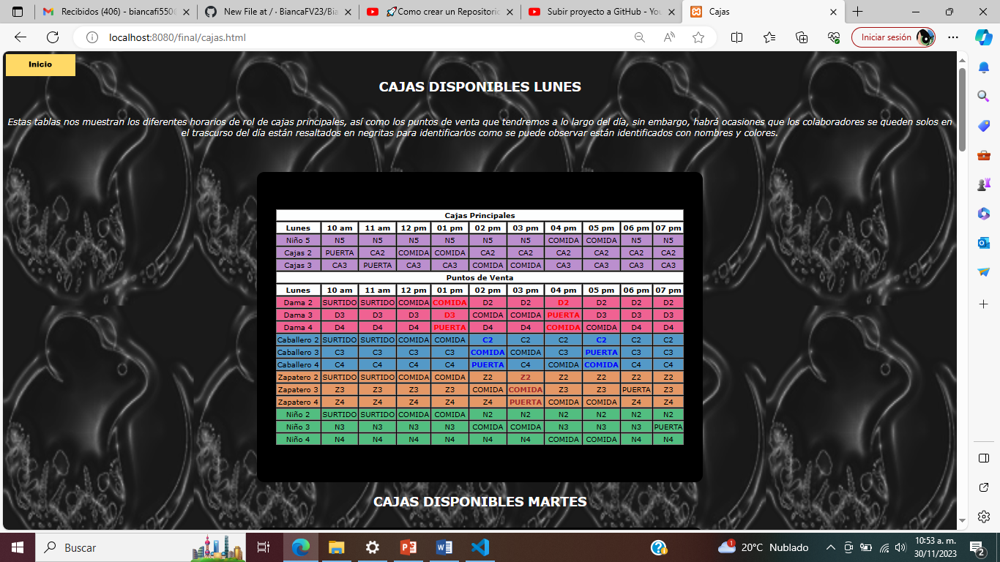 Recibidos (406) - biancafi5506
New File at / · BiancaFV23/Bia
🚀Como crear un Repositorio
Subir proyecto a GitHub - You
Cajas
localhost:8080/final/cajas.html
Iniciar sesión
Inicio
CAJAS DISPONIBLES LUNES
Estas tablas nos muestran los diferentes horarios de rol de cajas principales, así como los puntos de venta que tendremos a lo largo del día, sin embargo, habrá ocasiones que los colaboradores se queden solos en
el trascurso del día están resaltados en negritas para identificarlos como se puede observar están identificados con nombres y colores.
Cajas Principales
Lunes 10 am 11 am 12 pm 01 pm 02 pm 03 pm 04 pm 05 pm 06 pm 07 pm
Niño 5 N5 N5 N5 N5 N5 N5 COMIDA COMIDA N5 N5
Cajas 2 PUERTA CA2 COMIDA COMIDA CA2 CA2 CA2 CA2 CA2 CA2
Cajas 3 CA3 PUERTA CA3 CA3 COMIDA COMIDA CA3 CA3 CA3 CA3
Puntos de Venta
Lunes 10 am 11 am 12 pm 01 pm 02 pm 03 pm 04 pm 05 pm 06 pm 07 pm
Dama 2 SURTIDO SURTIDO COMIDA COMIDA D2 D2 D2 D2 D2 D2
Dama 3 D3 D3 D3 D3 COMIDA COMIDA PUERTA D3 D3 D3
Dama 4 D4 D4 D4 PUERTA D4 D4 COMIDA COMIDA D4 D4
Caballero 2 SURTIDO SURTIDO COMIDA COMIDA C2 C2 C2 C2 C2 C2
Caballero 3 C3 C3 C3 C3 COMIDA COMIDA C3 PUERTA C3 C3
Caballero 4 C4 C4 C4 C4 PUERTA C4 COMIDA COMIDA C4 C4
Zapatero 2 SURTIDO SURTIDO COMIDA COMIDA Z2 Z2 Z2 Z2 Z2 Z2
Zapatero 3 Z3 Z3 Z3 Z3 COMIDA COMIDA Z3 Z3 PUERTA Z3
Zapatero 4 Z4 Z4 Z4 Z4 Z4 PUERTA COMIDA COMIDA Z4 Z4
Niño 2 SURTIDO SURTIDO COMIDA COMIDA N2 N2 N2 N2 N2 N2
Niño 3 N3 N3 N3 N3 COMIDA COMIDA N3 N3 N3 PUERTA
Niño 4 N4 N4 N4 N4 N4 N4 COMIDA COMIDA N4 N4
CAJAS DISPONIBLES MARTES
Buscar
1
20°C Nublado
10:53 a. m.
30/11/2023
2